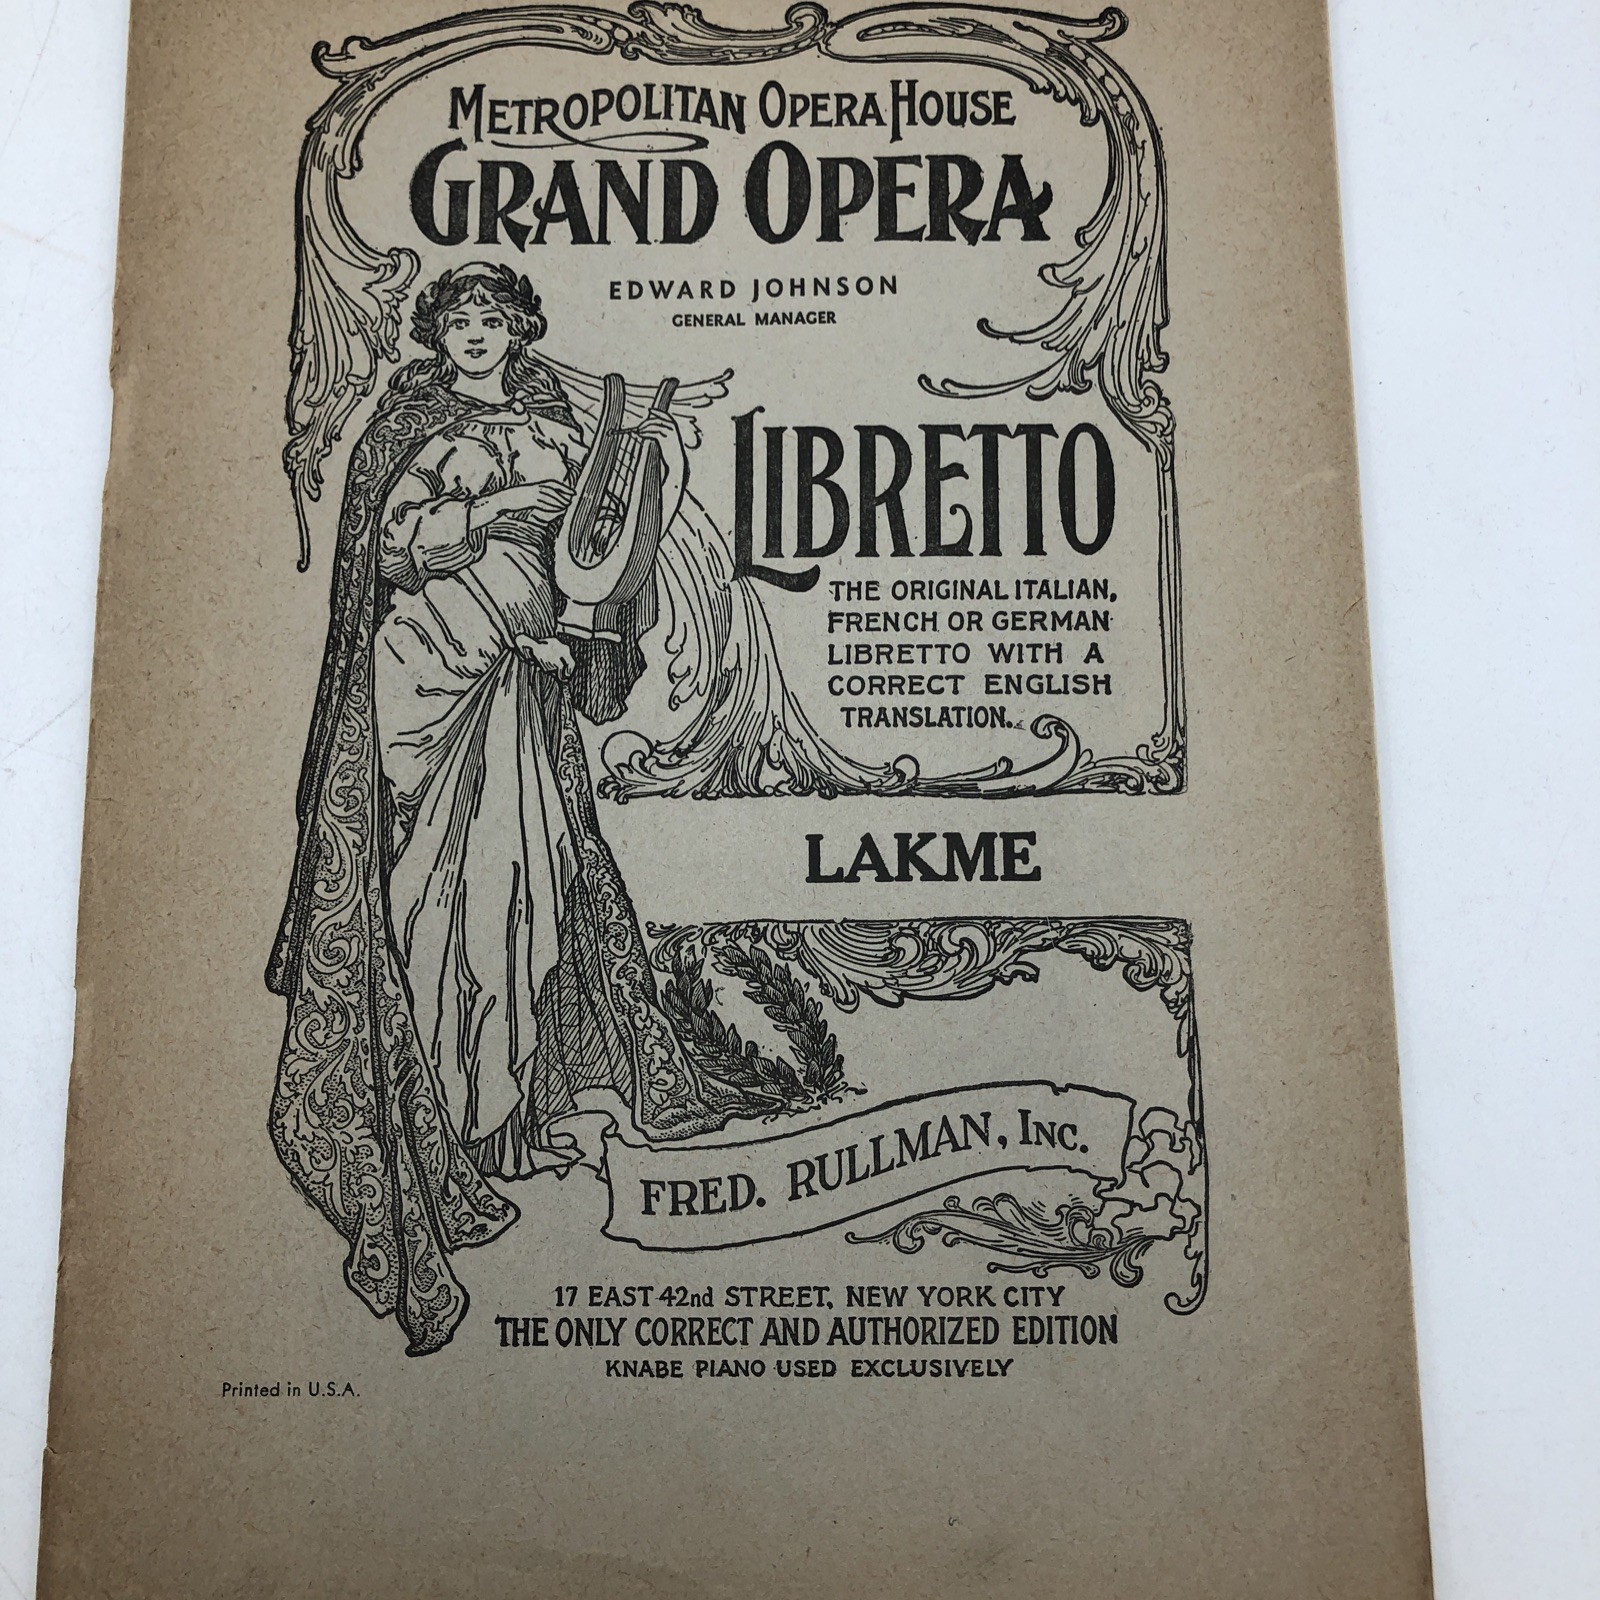 METROPOLITAN OPERA HOUSE
GRAND OPERA
EDWARD JOHNSON
GENERAL MANAGER
LIBRETTO
THE ORIGINAL ITALIAN,
FRENCH OR GERMAN
LIBRETTO WITH A
CORRECT ENGLISH
TRANSLATION.
LAKME
FRED. RULLMAN, INC.
17 EAST 42nd STREET, NEW YORK CITY
THE ONLY CORRECT AND AUTHORIZED EDITION
KNABE PIANO USED EXCLUSIVELY
Printed in U.S.A.